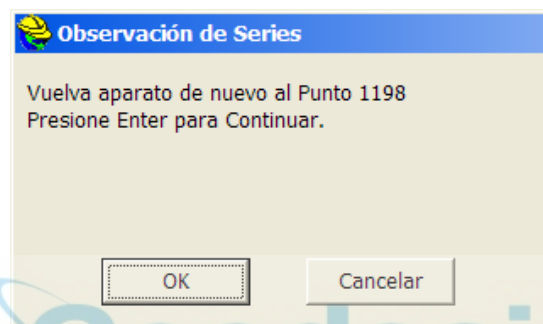 Observación de Series
Vuelva aparato de nuevo al Punto 1198
Presione Enter para Continuar.
OK
Cancelar